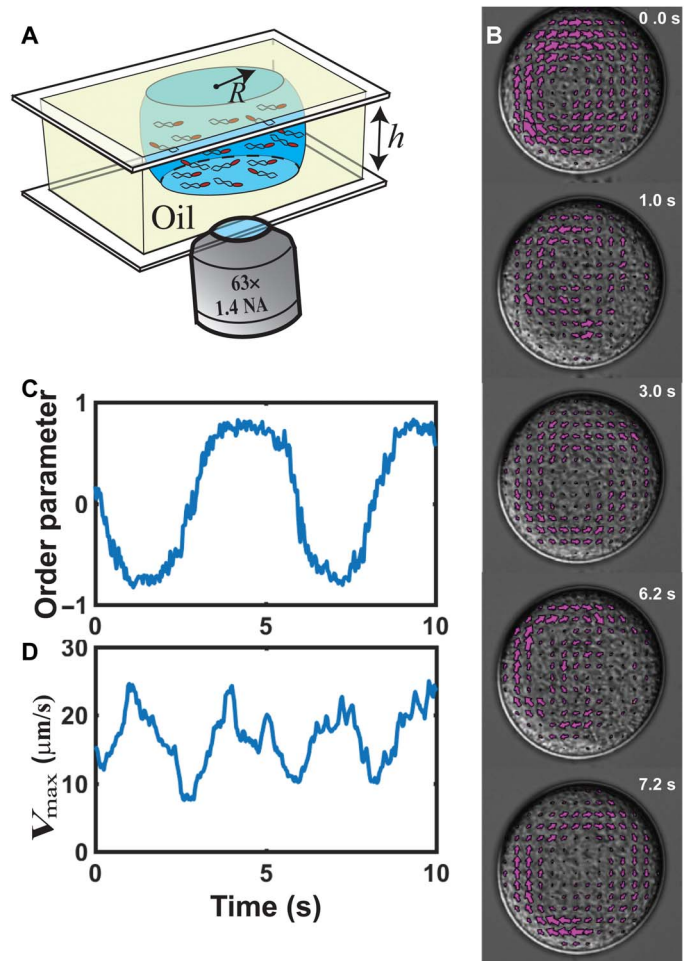 A
R
h
Oil
63×
1.4 NA
B
0 .0 s
1.0 s
3.0 s
6.2 s
7.2 s
C
Order parameter
1
0
−1
0
5
10
D
Vmax (μm/s)
30
20
10
0
0
5
10
Time (s)